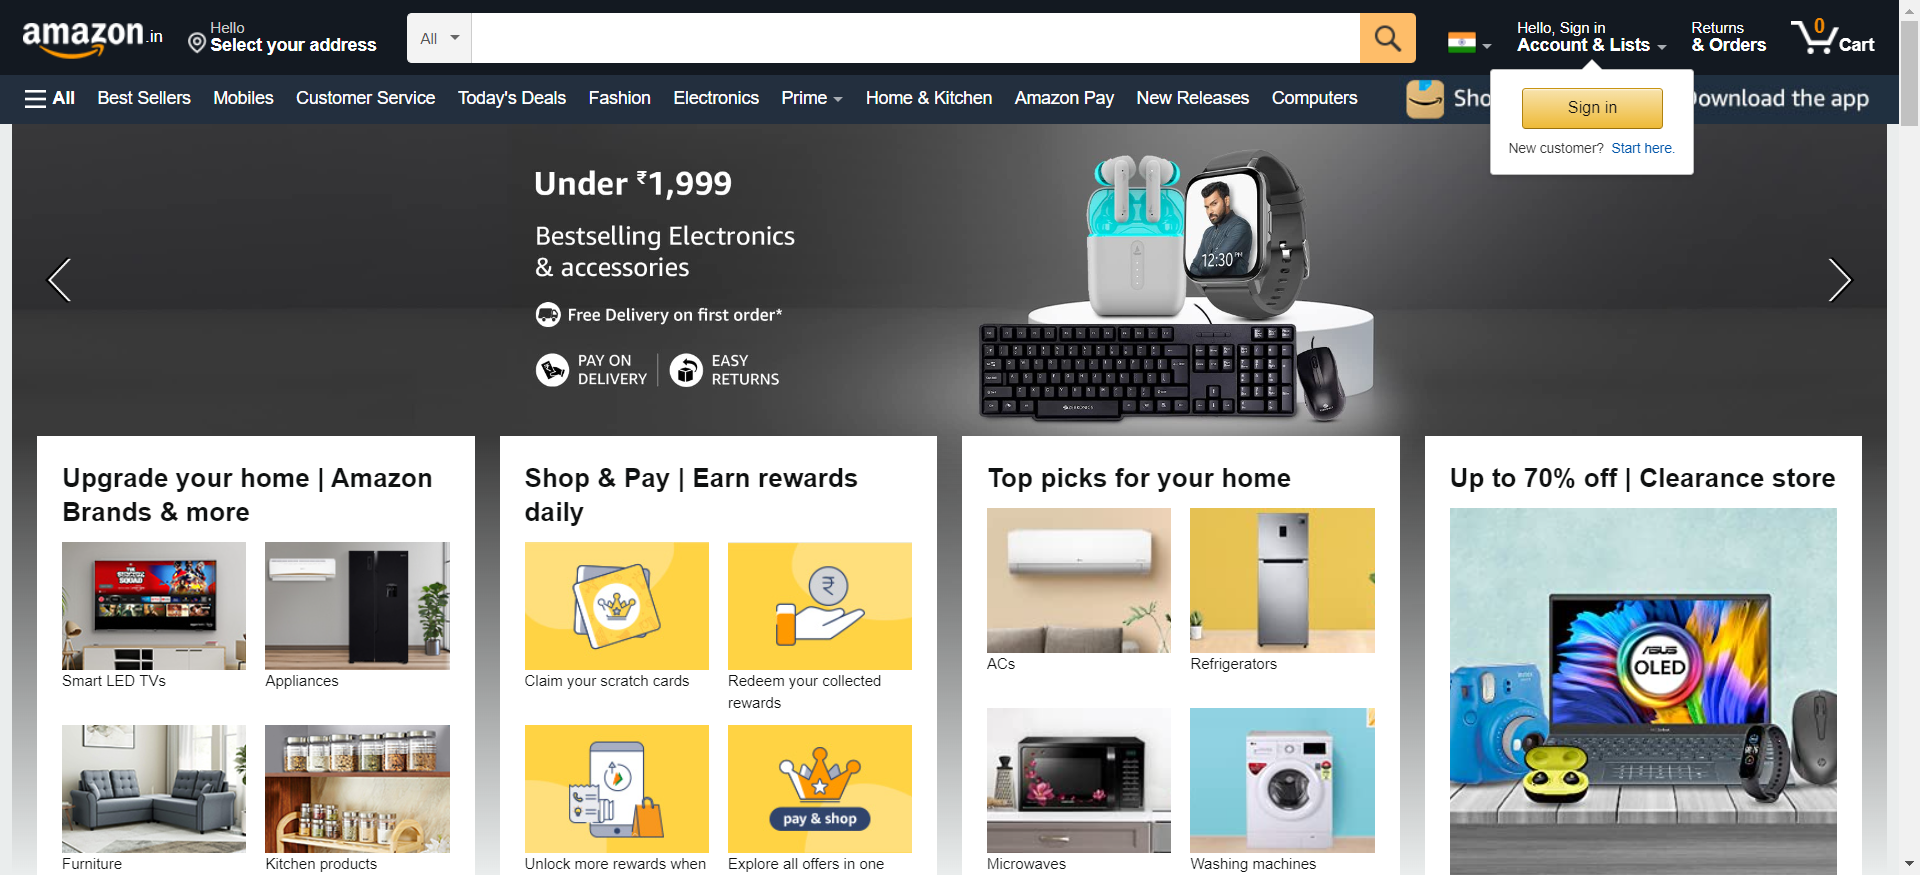 amazon.in
Hello
Select your address
All
Hello, Sign in
Account & Lists
Returns
& Orders
0
Cart
All
Best Sellers
Mobiles
Customer Service
Today's Deals
Fashion
Electronics
Prime
Home & Kitchen
Amazon Pay
New Releases
Computers
Sho
ownload the app
Sign in
New customer? Start here.
Under ₹1,999
Bestselling Electronics
& accessories
Free Delivery on first order*
PAY ON
DELIVERY
EASY
RETURNS
12:30 PM
Upgrade your home | Amazon
Brands & more
Smart LED TVs
Appliances
Furniture
Kitchen products
Shop & Pay | Earn rewards
daily
Claim your scratch cards
Redeem your collected
rewards
pay & shop
Unlock more rewards when
Explore all offers in one
Top picks for your home
ACs
Refrigerators
Microwaves
Washing machines
Up to 70% off | Clearance store
ASUS
OLED